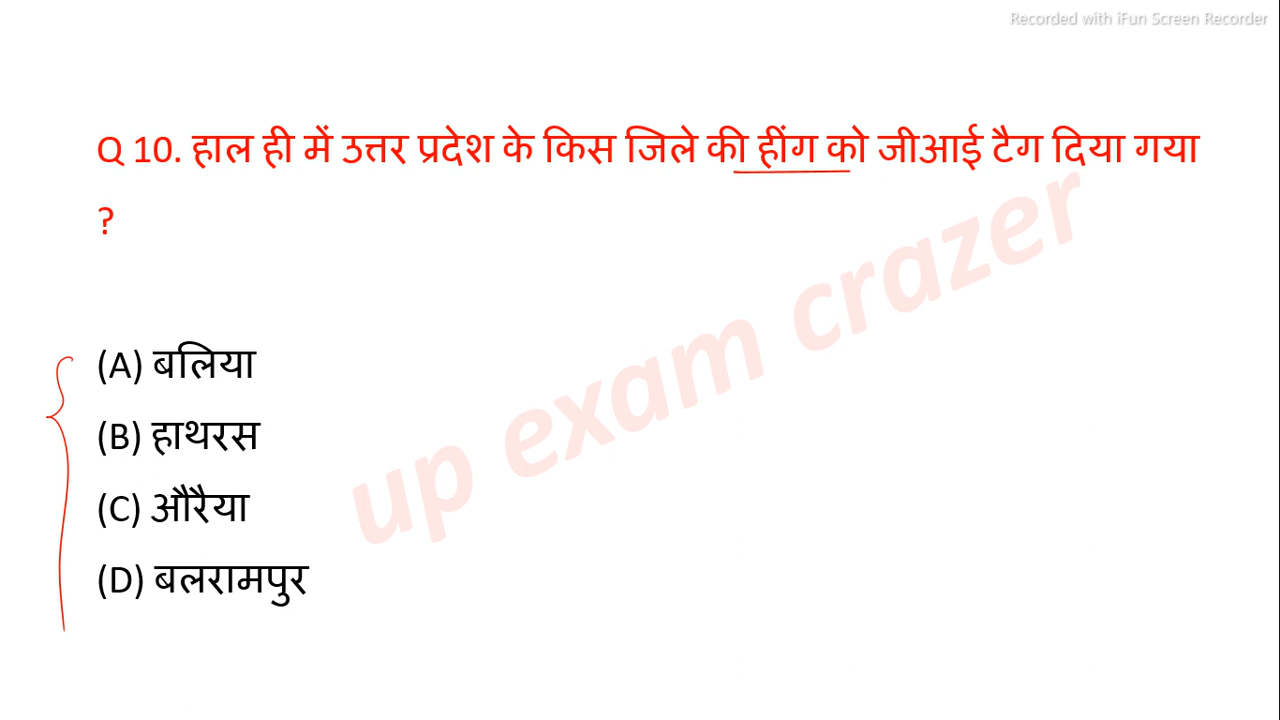 Recorded with iFun Screen Recorder
Q 10. हाल ही में उत्तर प्रदेश के किस जिले की हींग को जीआई टैग दिया गया
?
(A) बलिया
(B) हाथरस
(C) औरैया
(D) बलरामपुर
up exam crazer